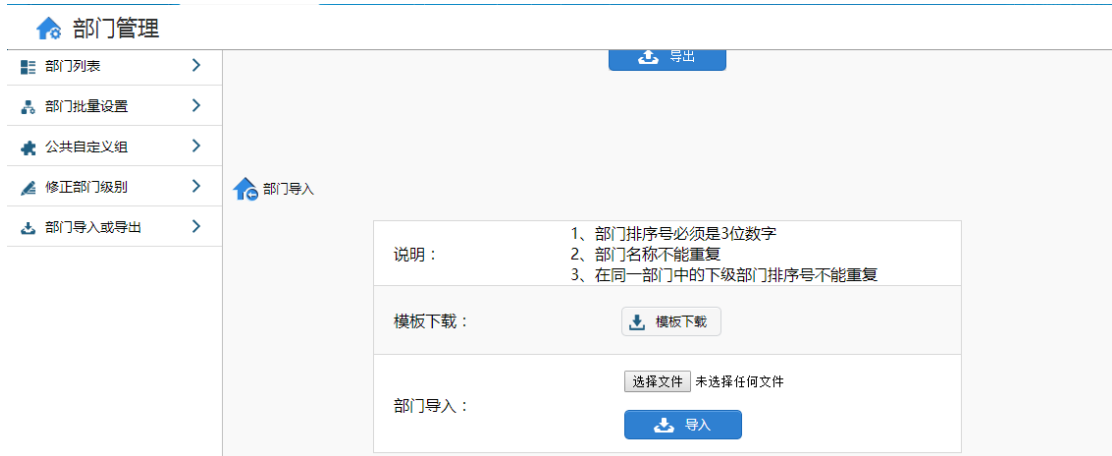 部门管理
部门列表
导出
部门批量设置
公共自定义组
修正部门级别
部门导入
部门导入或导出
说明：
1、部门排序号必须是3位数字
2、部门名称不能重复
3、在同一部门中的下级部门排序号不能重复
模板下载：
模板下载
选择文件 未选择任何文件
部门导入：
导入